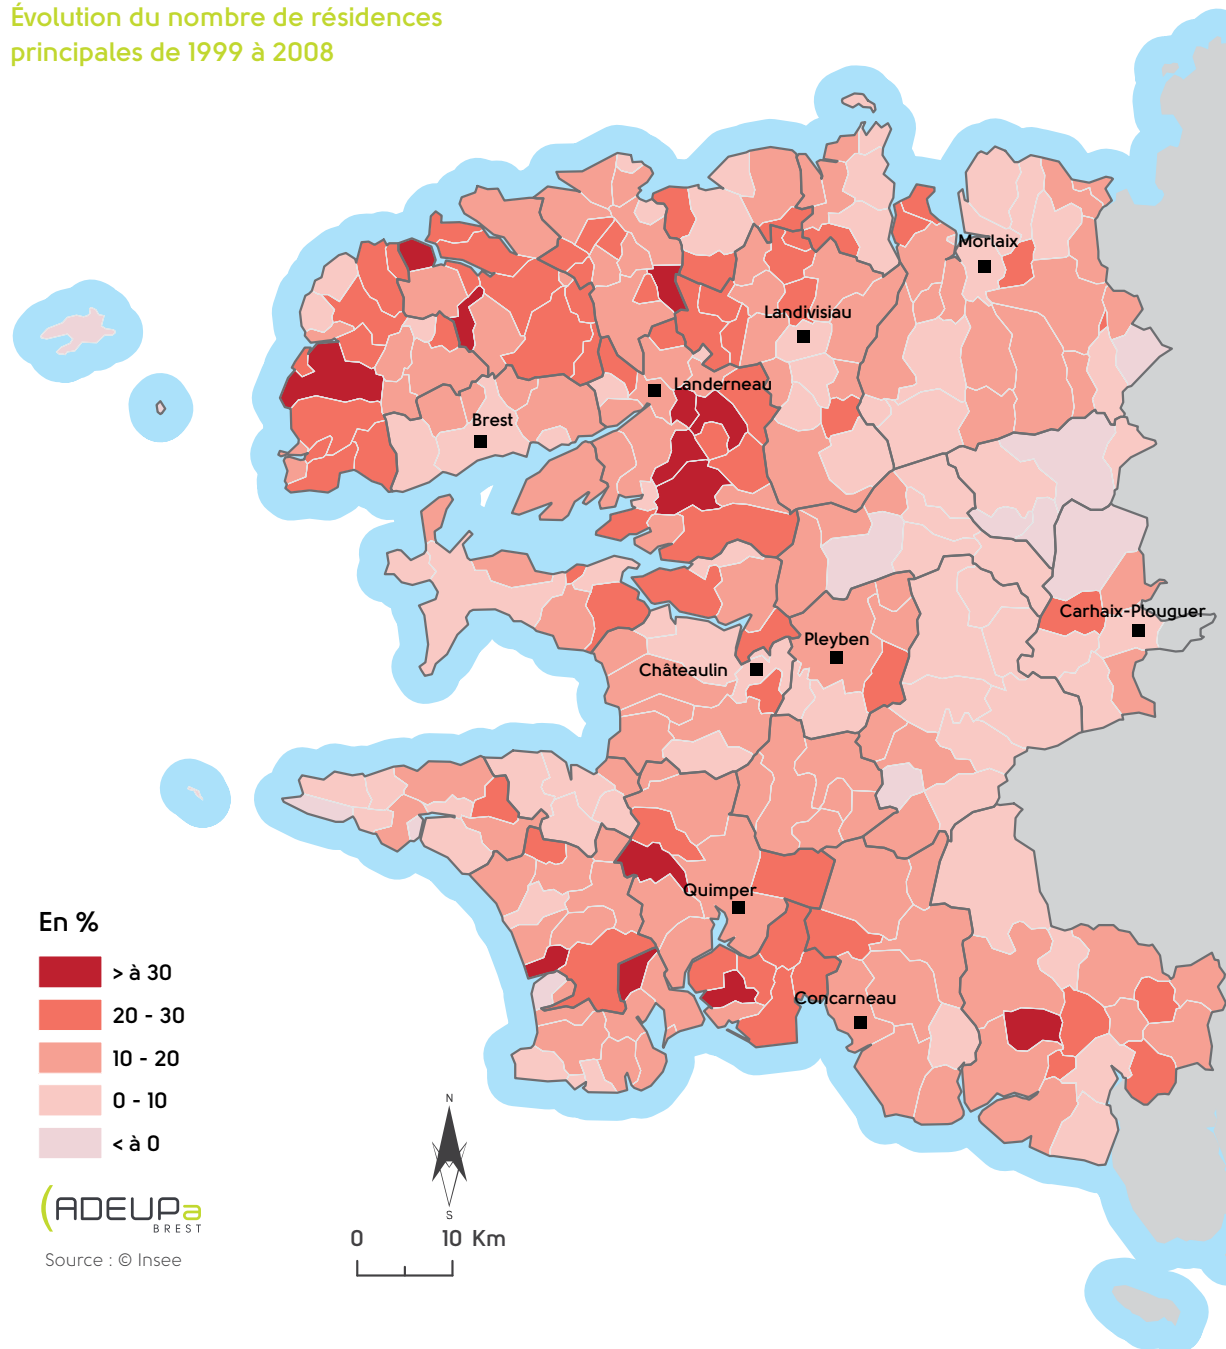 Évolution du nombre de résidences
principales de 1999 à 2008
Morlaix
Landivisiau
Landerneau
Brest
Carhaix-Plouguer
Pleyben
Châteaulin
Quimper
Concarneau
En %
> à 30
20 - 30
10 - 20
0 - 10
< à 0
N
S
ADEUPa
BREST
0 10 Km
Source : © Insee